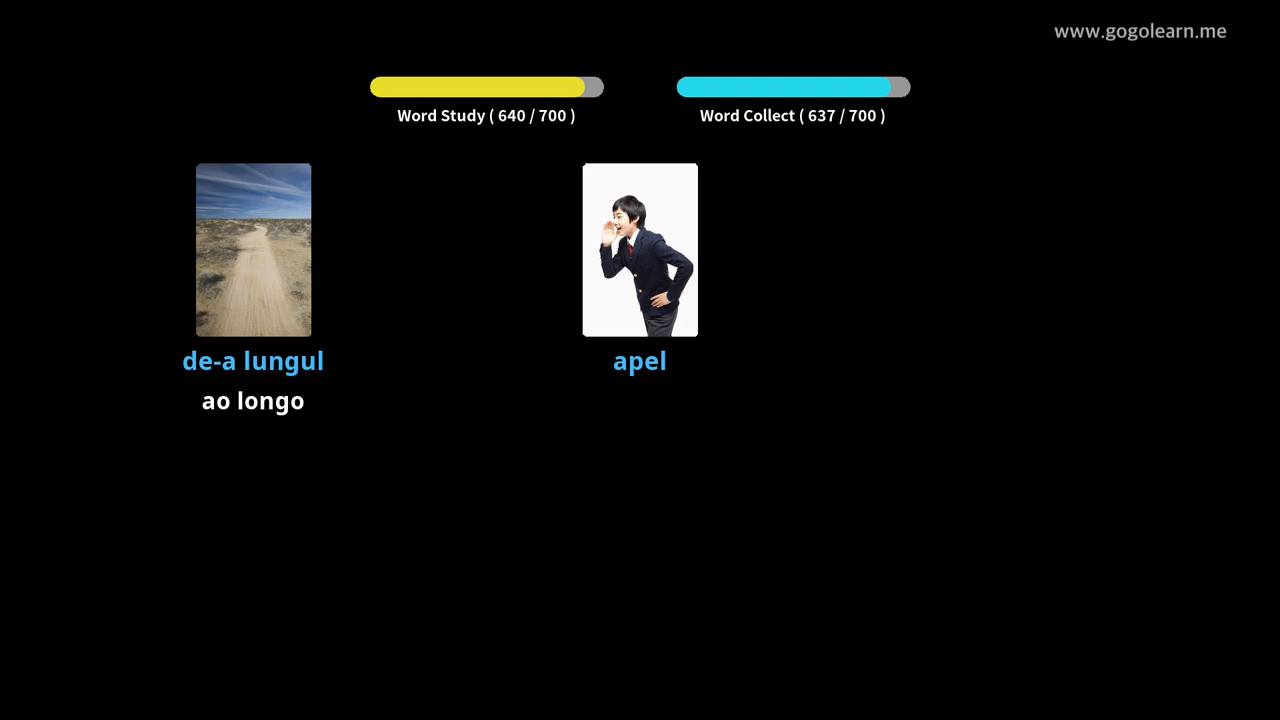 www.gogolearn.me
Word Study ( 640 / 700 )
Word Collect ( 637 / 700 )
de-a lungul
apel
ao longo